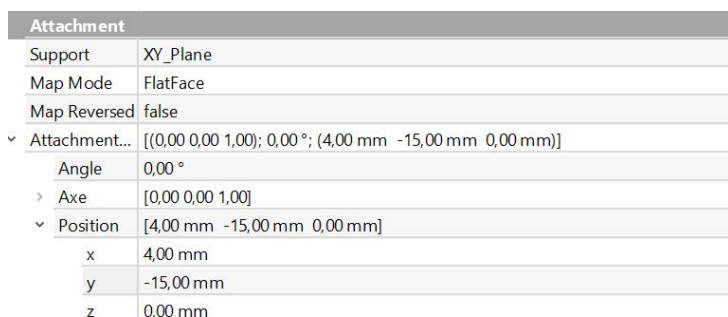 Attachment
Support XY_Plane
Map Mode FlatFace
Map Reversed false
Attachment... [(0,00 0,00 1,00); 0,00 °; (4,00 mm -15,00 mm 0,00 mm)]
Angle 0,00 °
Axe [0,00 0,00 1,00]
Position [4,00 mm -15,00 mm 0,00 mm]
x 4,00 mm
y -15,00 mm
z 0,00 mm